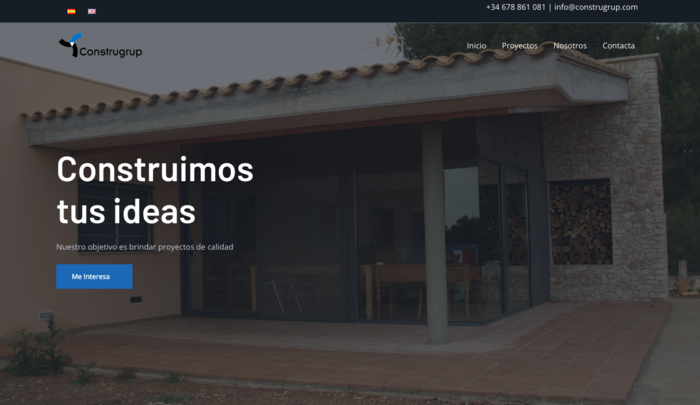 +34 678 861 081 | info@construgrup.com
Construgrup
Inicio Proyectos Nosotros Contacta
Construimos
tus ideas
Nuestro objetivo es brindar proyectos de calidad
Me Interesa